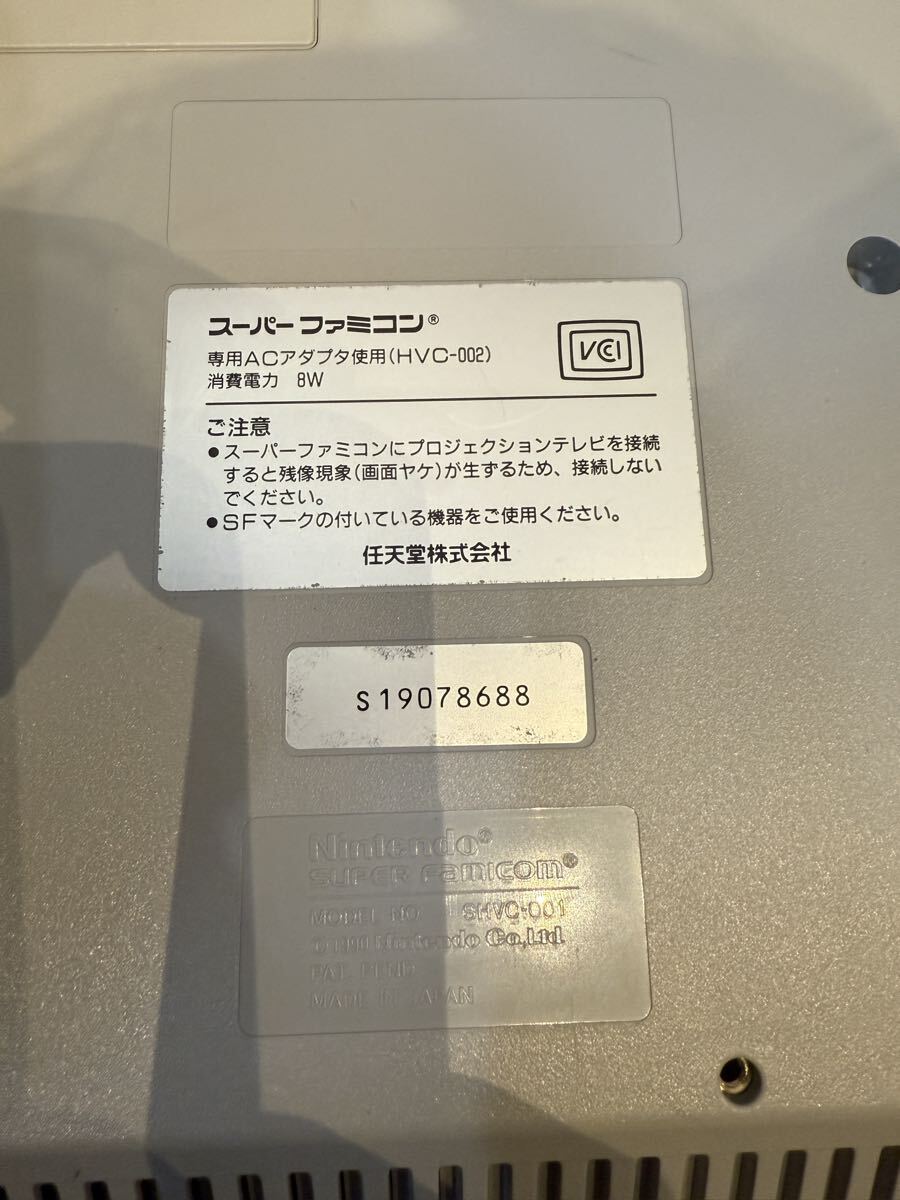 スーパーファミコン®
専用ACアダプタ使用(HVC-002)
消費電力 8W
VCCI
ご注意
●スーパーファミコンにプロジェクションテレビを接続
すると残像現象(画面ヤケ)が生ずるため、接続しない
でください。
●SFマークの付いている機器をご使用ください。
任天堂株式会社
S19078688
Nintendo®
SUPER FAMICOM®
MODEL NO. SHVC-001
©1990 Nintendo Co.,Ltd.
PAT. PEND.
MADE IN JAPAN